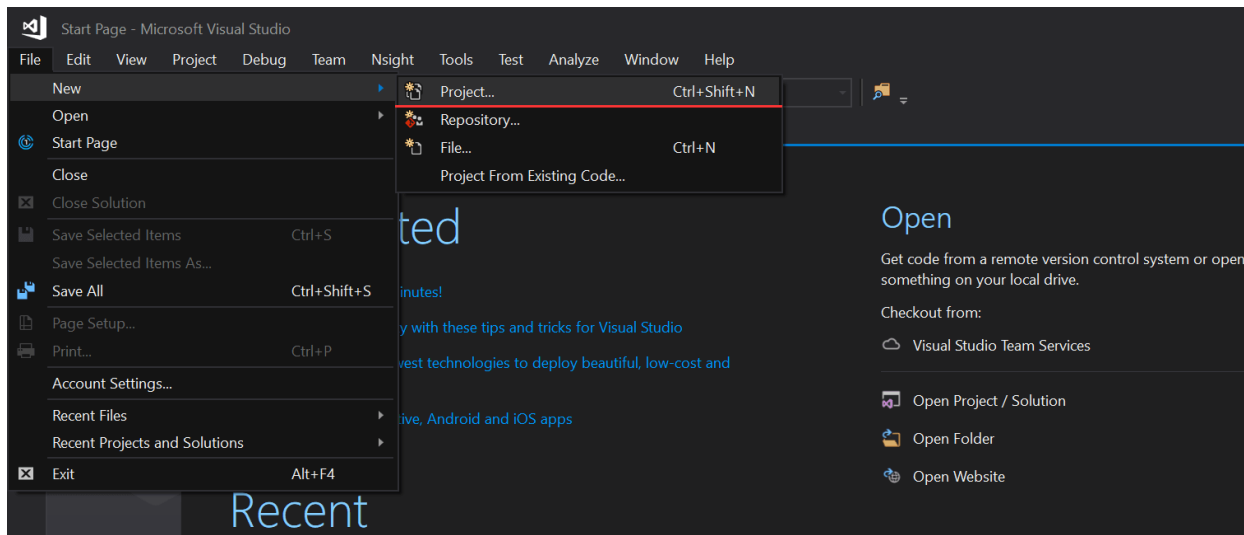 Start Page - Microsoft Visual Studio
File Edit View Project Debug Team Nsight Tools Test Analyze Window Help
New
Open
Start Page
Close
Close Solution
Save Selected Items Ctrl+S
Save Selected Items As...
Save All Ctrl+Shift+S
Page Setup...
Print... Ctrl+P
Account Settings...
Recent Files
Recent Projects and Solutions
Exit Alt+F4
Project... Ctrl+Shift+N
Repository...
File... Ctrl+N
Project From Existing Code...
ted
inutes!
y with these tips and tricks for Visual Studio
west technologies to deploy beautiful, low-cost and
tive, Android and iOS apps
Recent
Open
Get code from a remote version control system or open
something on your local drive.
Checkout from:
Visual Studio Team Services
Open Project / Solution
Open Folder
Open Website